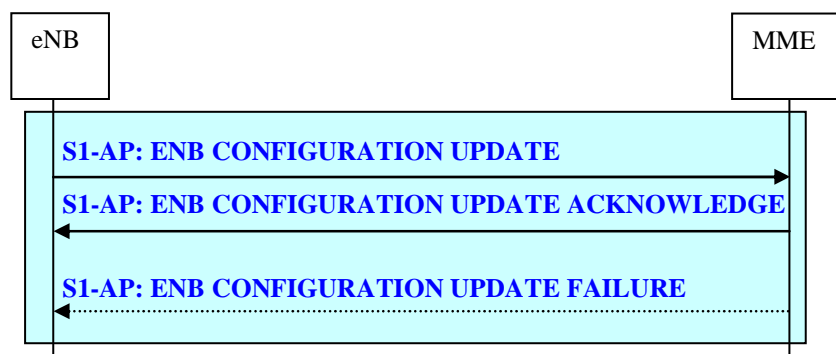 eNB
MME
S1-AP: ENB CONFIGURATION UPDATE
S1-AP: ENB CONFIGURATION UPDATE ACKNOWLEDGE
S1-AP: ENB CONFIGURATION UPDATE FAILURE